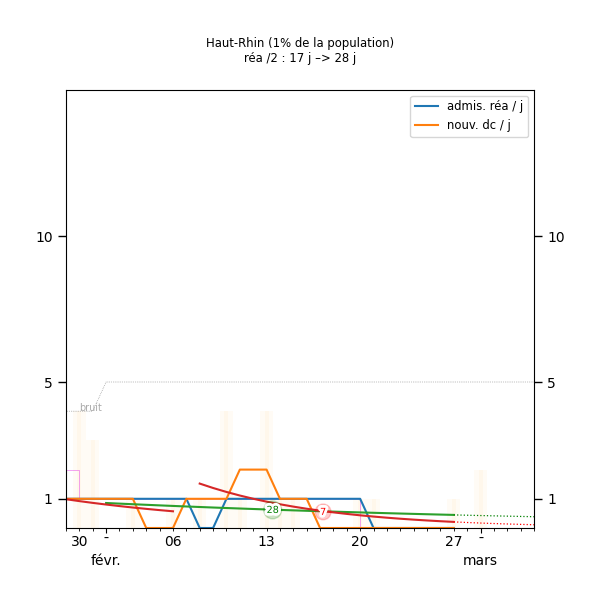 Haut-Rhin (1% de la population)
réa /2 : 17 j –> 28 j
admis. réa / j
nouv. dc / j
10 10
5 5
bruit
1 1
28 7
30 - 06 13 20 27 -
févr. mars